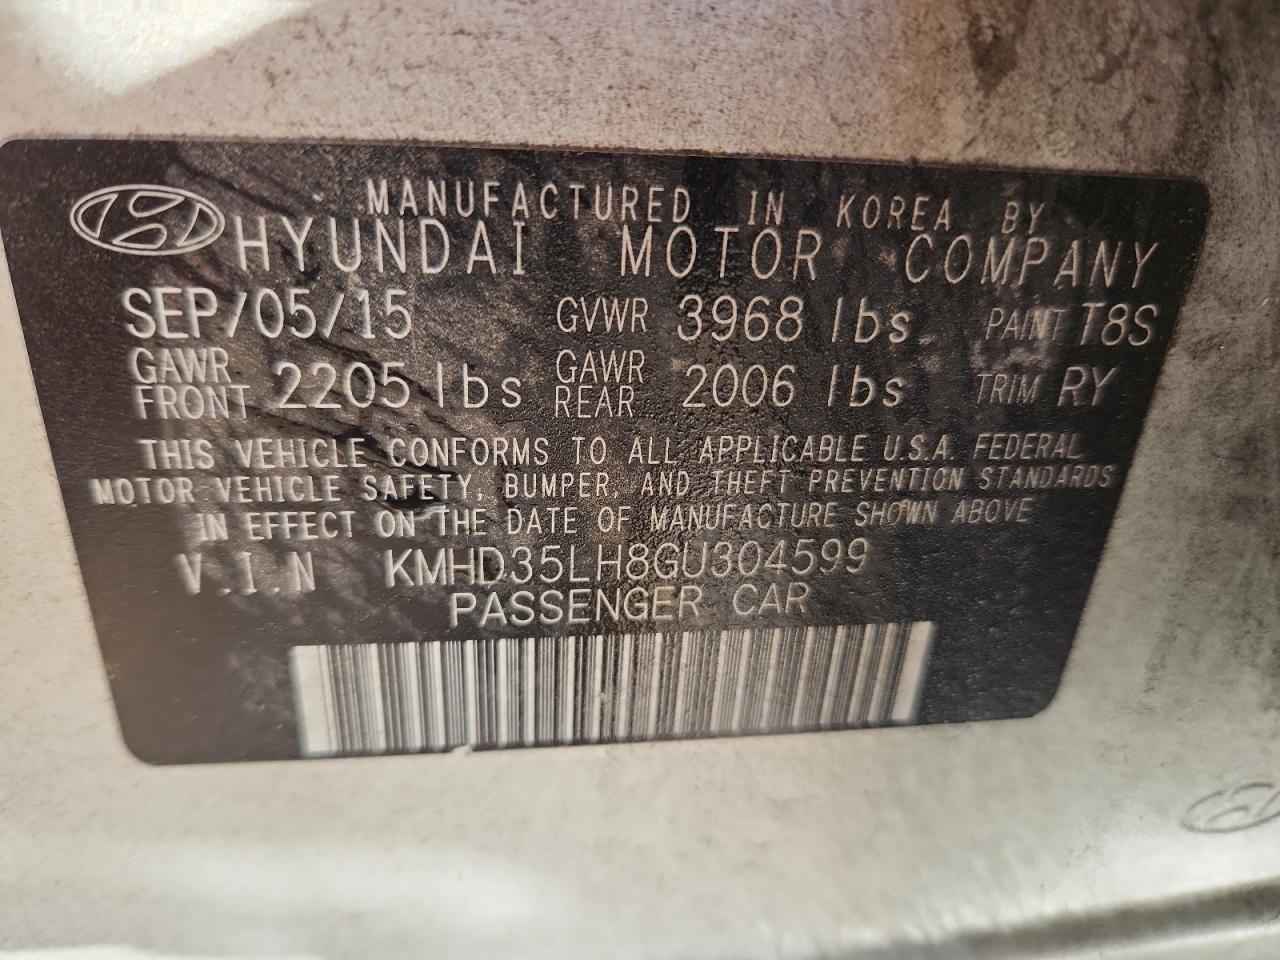 MANUFACTURED IN KOREA BY
HYUNDAI MOTOR COMPANY
SEP/05/15 GVWR 3968 lbs PAINT T8S
GAWR FRONT 2205 lbs GAWR REAR 2006 lbs TRIM RY
THIS VEHICLE CONFORMS TO ALL APPLICABLE U.S.A. FEDERAL
MOTOR VEHICLE SAFETY, BUMPER, AND THEFT PREVENTION STANDARDS
IN EFFECT ON THE DATE OF MANUFACTURE SHOWN ABOVE
V.I.N KMHD35LH8GU304599
PASSENGER CAR